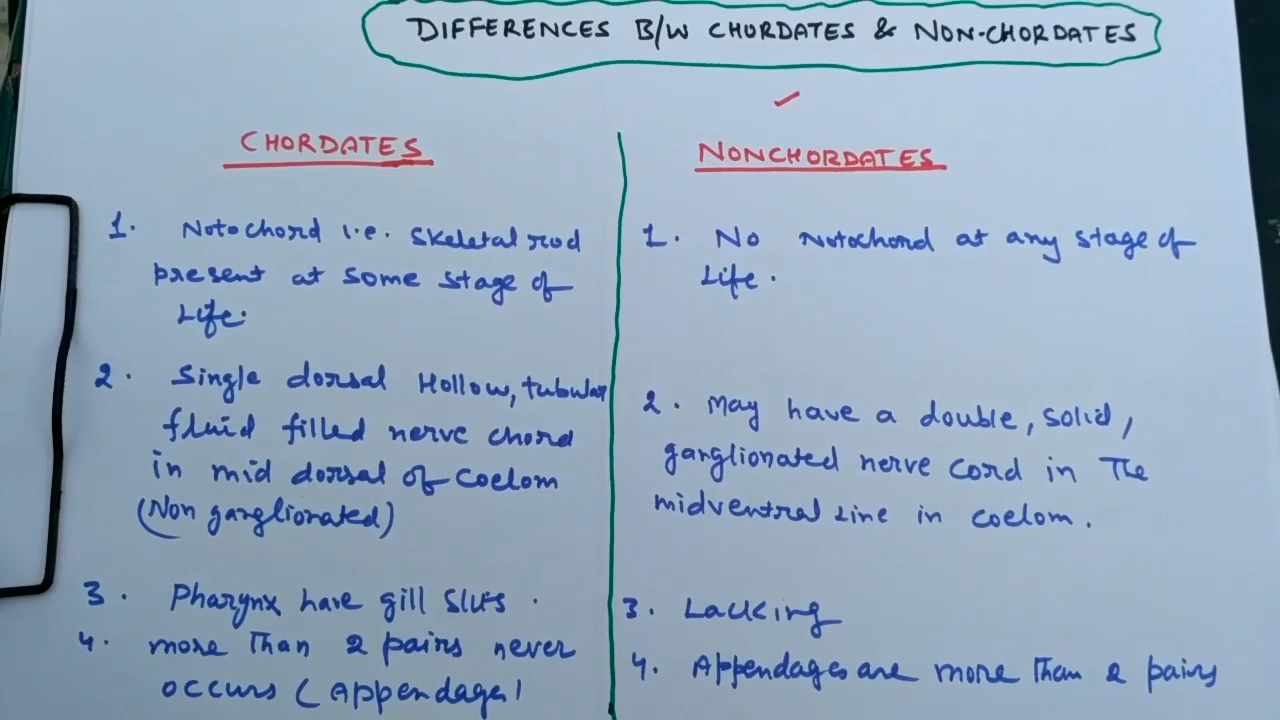 DIFFERENCES B/W CHORDATES & NON-CHORDATES
CHORDATES
1. Notochord i.e. Skeletal rod
present at some stage of
Life.
2. Single dorsal Hollow, tubular
fluid filled nerve chord
in mid dorsal of coelom
(Non ganglionated)
3. Pharynx have gill slits.
4. more Than 2 pairs never
occurs (Appendages)
NONCHORDATES
1. No Notochord at any stage of
Life.
2. May have a double, solid,
ganglionated nerve cord in The
midventral Line in coelom.
3. Lacking
4. Appendages are more Than 2 pairs